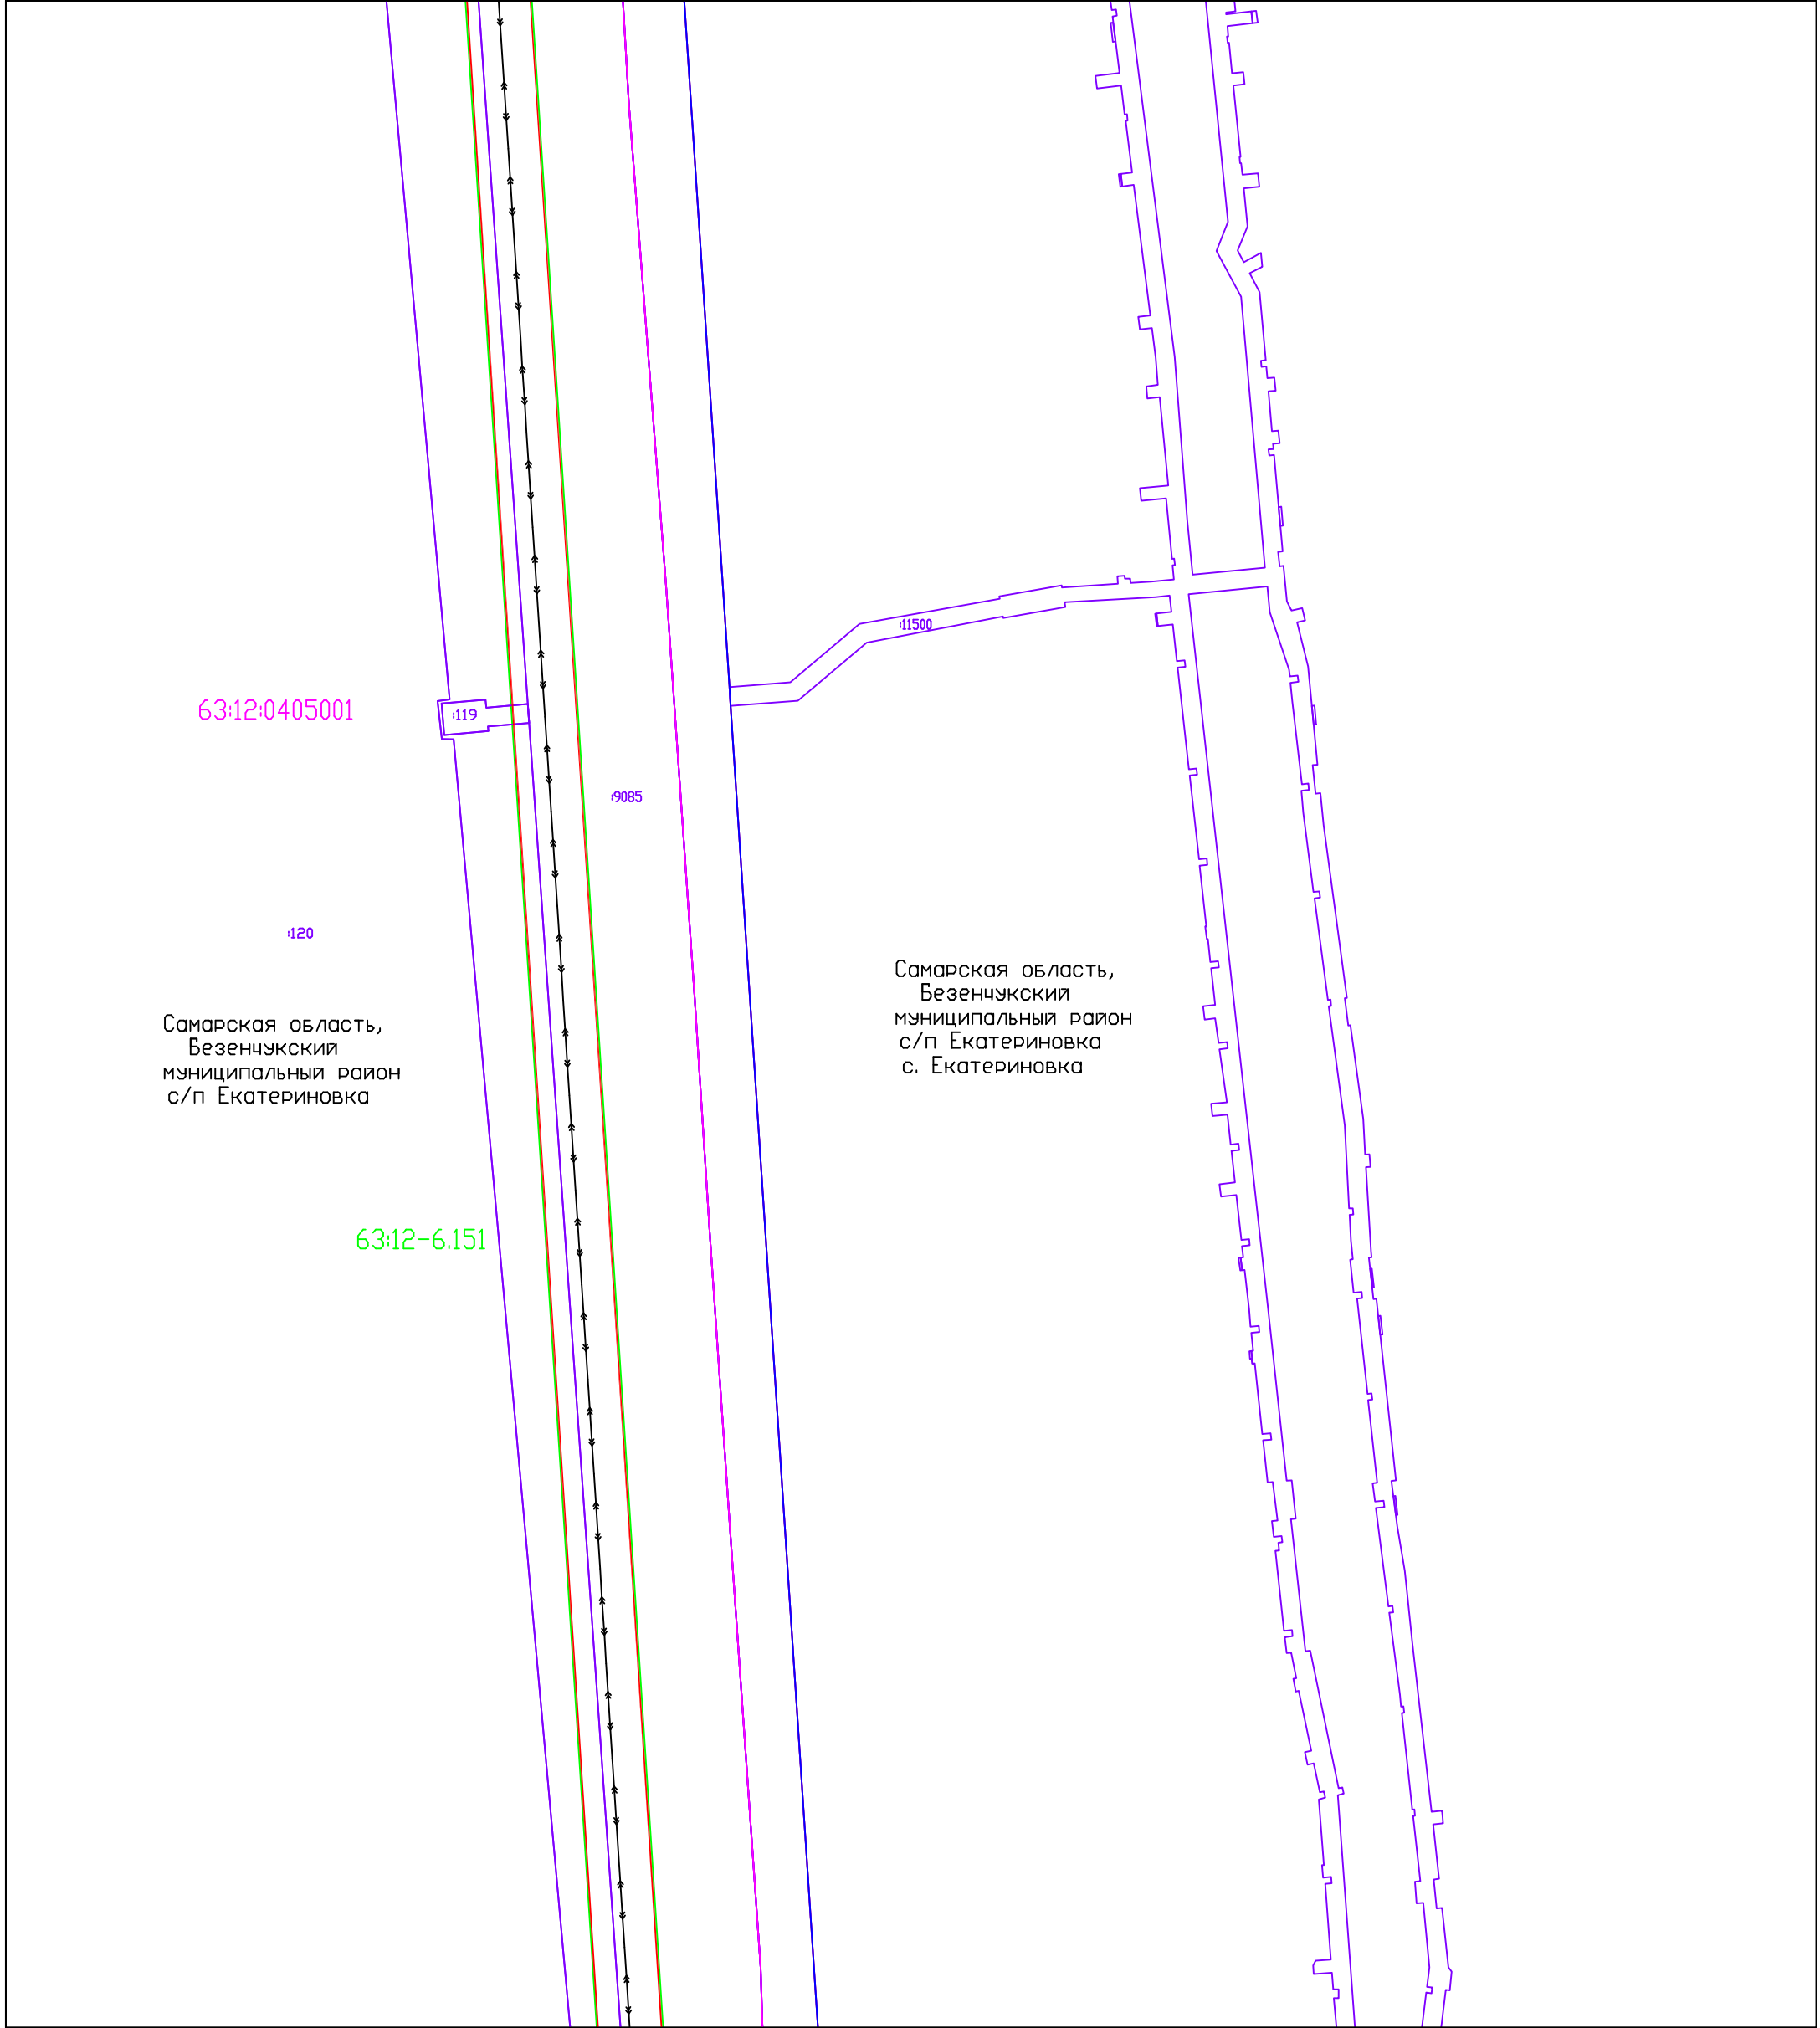 :11500
63:12:0405001
:119
:9085
:120
Самарская область,
Безенчукский
муниципальный район
с/п Екатериновка
с. Екатериновка
Самарская область,
Безенчукский
муниципальный район
с/п Екатериновка
63:12-6.151